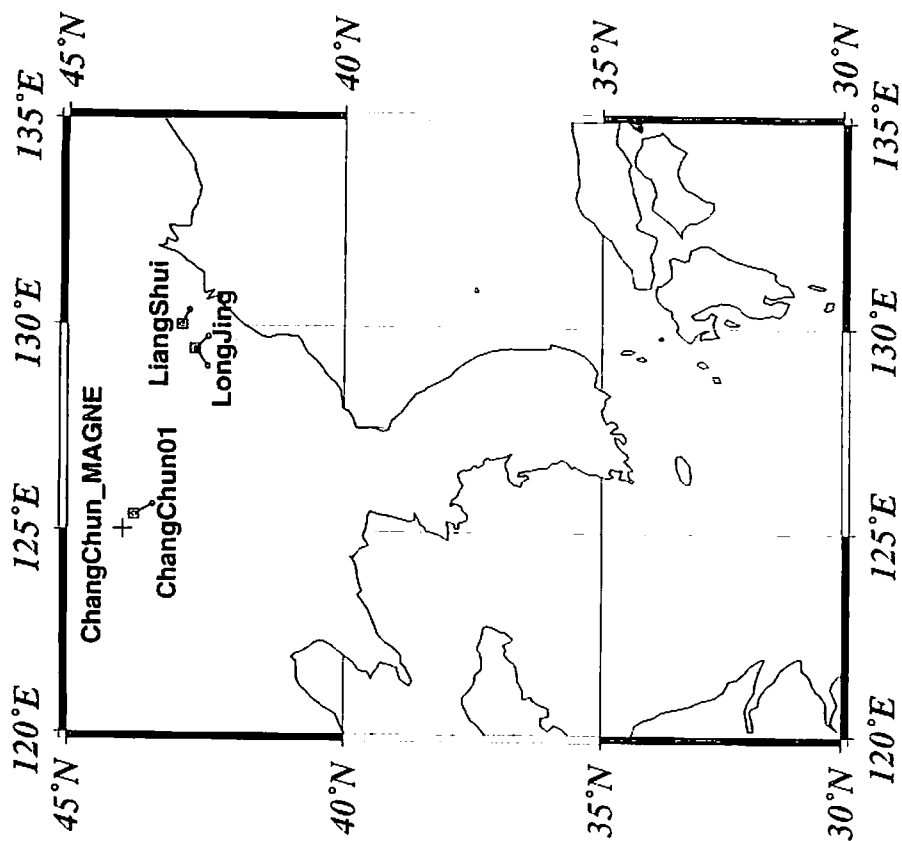 120°E 125°E 130°E 135°E
45°N 45°N
ChangChun_MAGNE
ChangChun01
LiangShui
LongJing
40°N 40°N
35°N 35°N
30°N 30°N
120°E 125°E 130°E 135°E